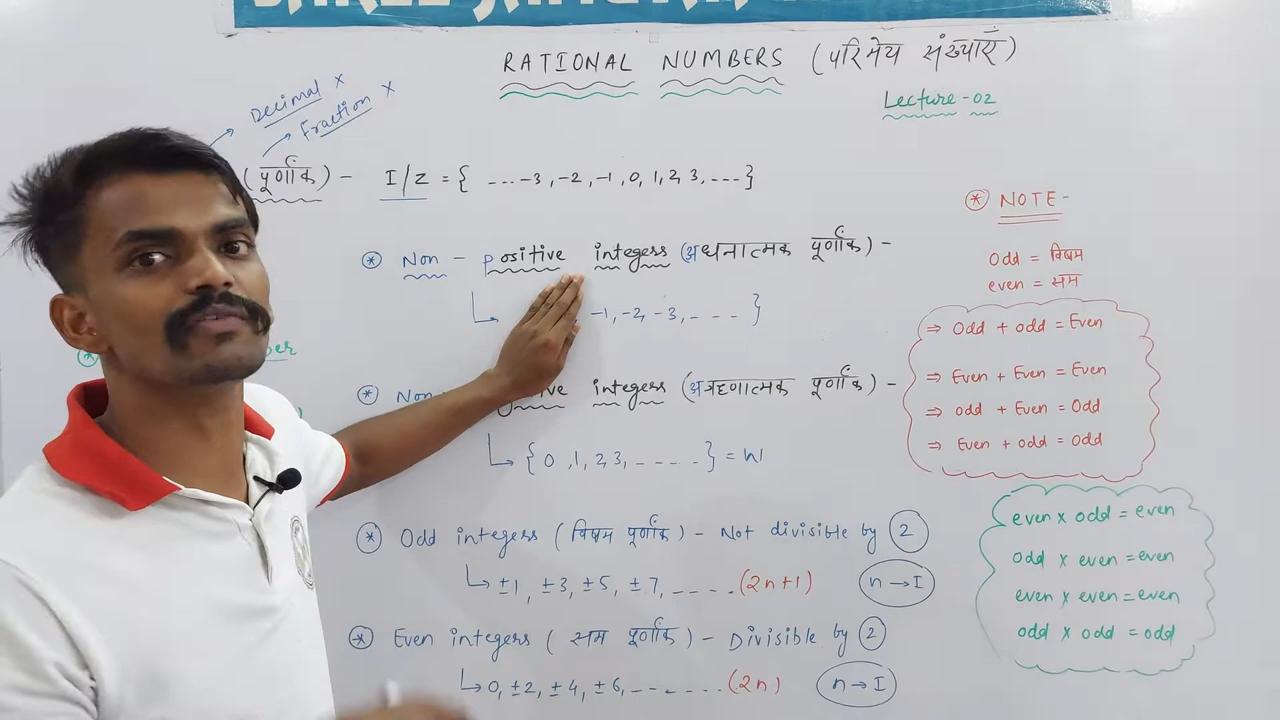 RATIONAL NUMBERS (परिमेय संख्याएँ)
Lecture-02
Decimal x
Fraction x
(पूर्णांक) - I/Z = { ... -3, -2, -1, 0, 1, 2, 3, --- }
* Non - positive integers (अधनात्मक पूर्णांक) -
-1, -2, -3, - - - }
* Non integers (अऋणात्मक पूर्णांक) -
{ 0, 1, 2, 3, - - - - - } = W
* Odd integers (विषम पूर्णांक) - Not divisible by 2
±1, ±3, ±5, ±7, - - - - . (2n+1) n → I
* Even integers (सम पूर्णांक) - Divisible by 2
0, ±2, ±4, ±6, - - - - - - (2n) n → I
* NOTE-
Odd = विषम
even = सम
⇒ Odd + odd = Even
⇒ Even + Even = Even
⇒ odd + Even = Odd
⇒ Even + odd = odd
even x odd = even
Odd x even = even
even x even = even
odd x odd = odd